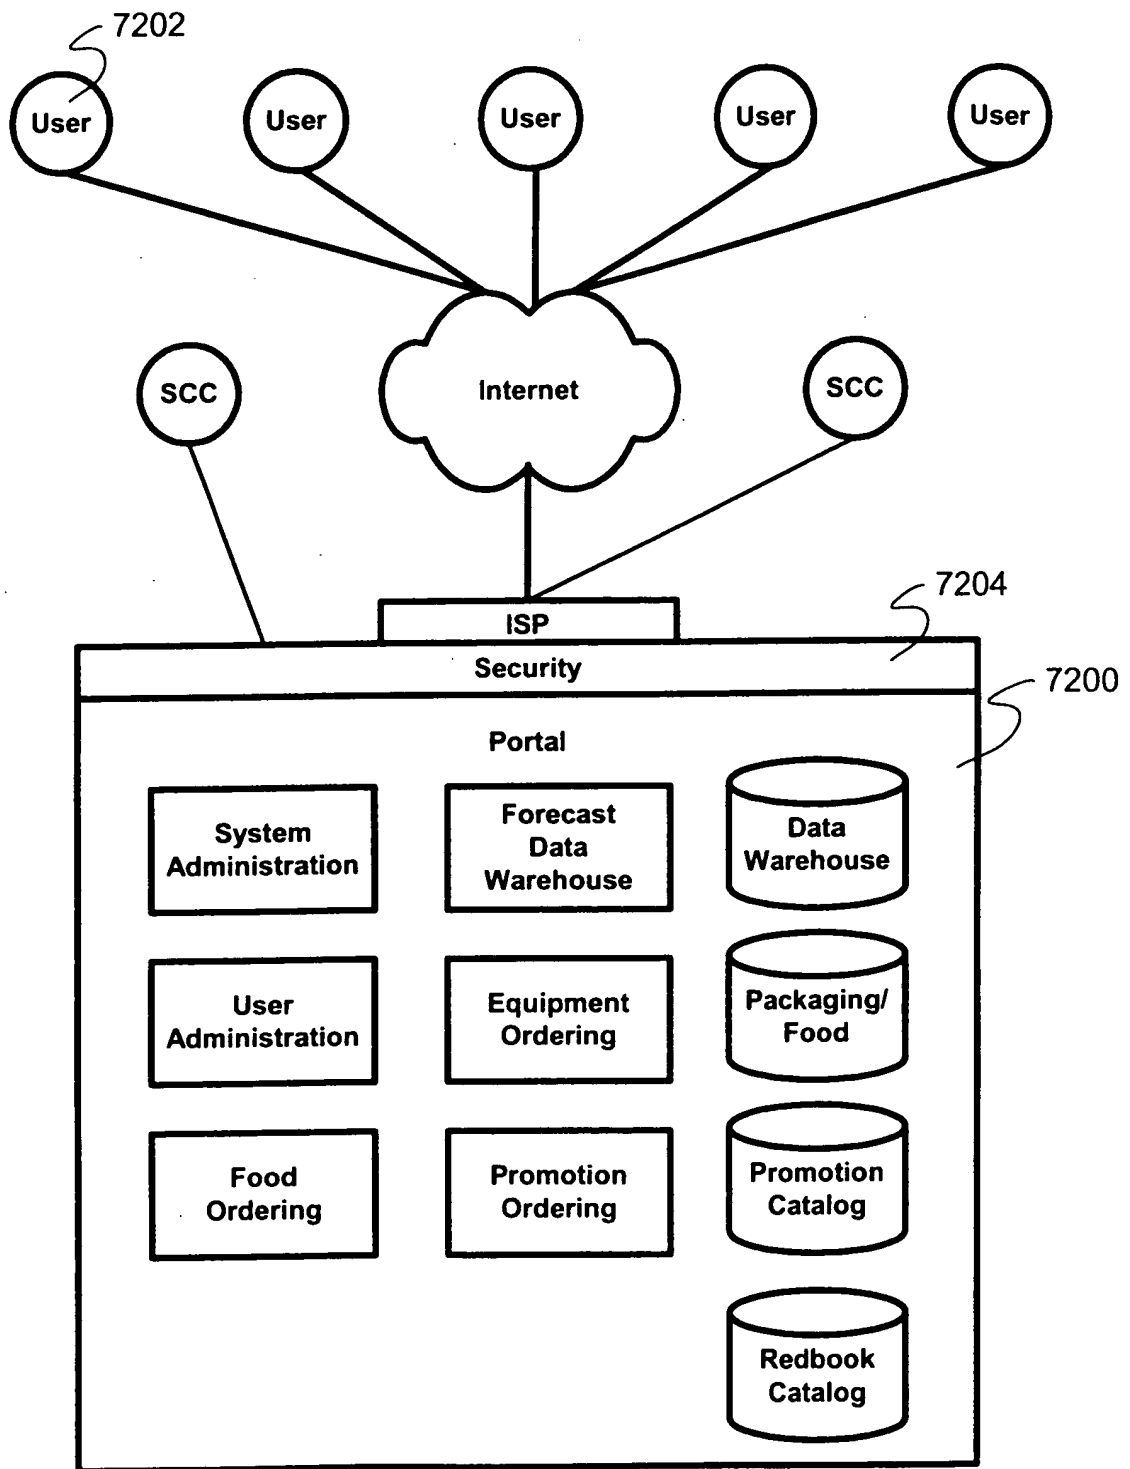 7202
User
User
User
User
User
Internet
SCC
SCC
7204
ISP
Security
7200
Portal
System
Administration
Forecast
Data
Warehouse
Data
Warehouse
User
Administration
Equipment
Ordering
Packaging/
Food
Food
Ordering
Promotion
Ordering
Promotion
Catalog
Redbook
Catalog